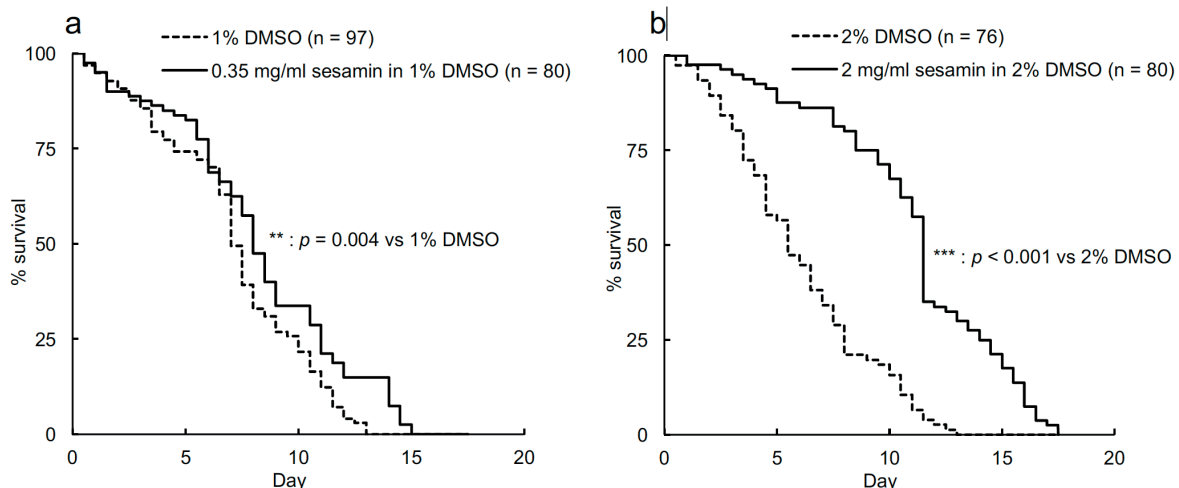 a
1% DMSO (n = 97)
0.35 mg/ml sesamin in 1% DMSO (n = 80)
100
75
50
25
0
% survival
** : p = 0.004 vs 1% DMSO
0
5
10
15
20
Day
b
2% DMSO (n = 76)
2 mg/ml sesamin in 2% DMSO (n = 80)
100
75
50
25
0
% survival
*** : p < 0.001 vs 2% DMSO
0
5
10
15
20
Day